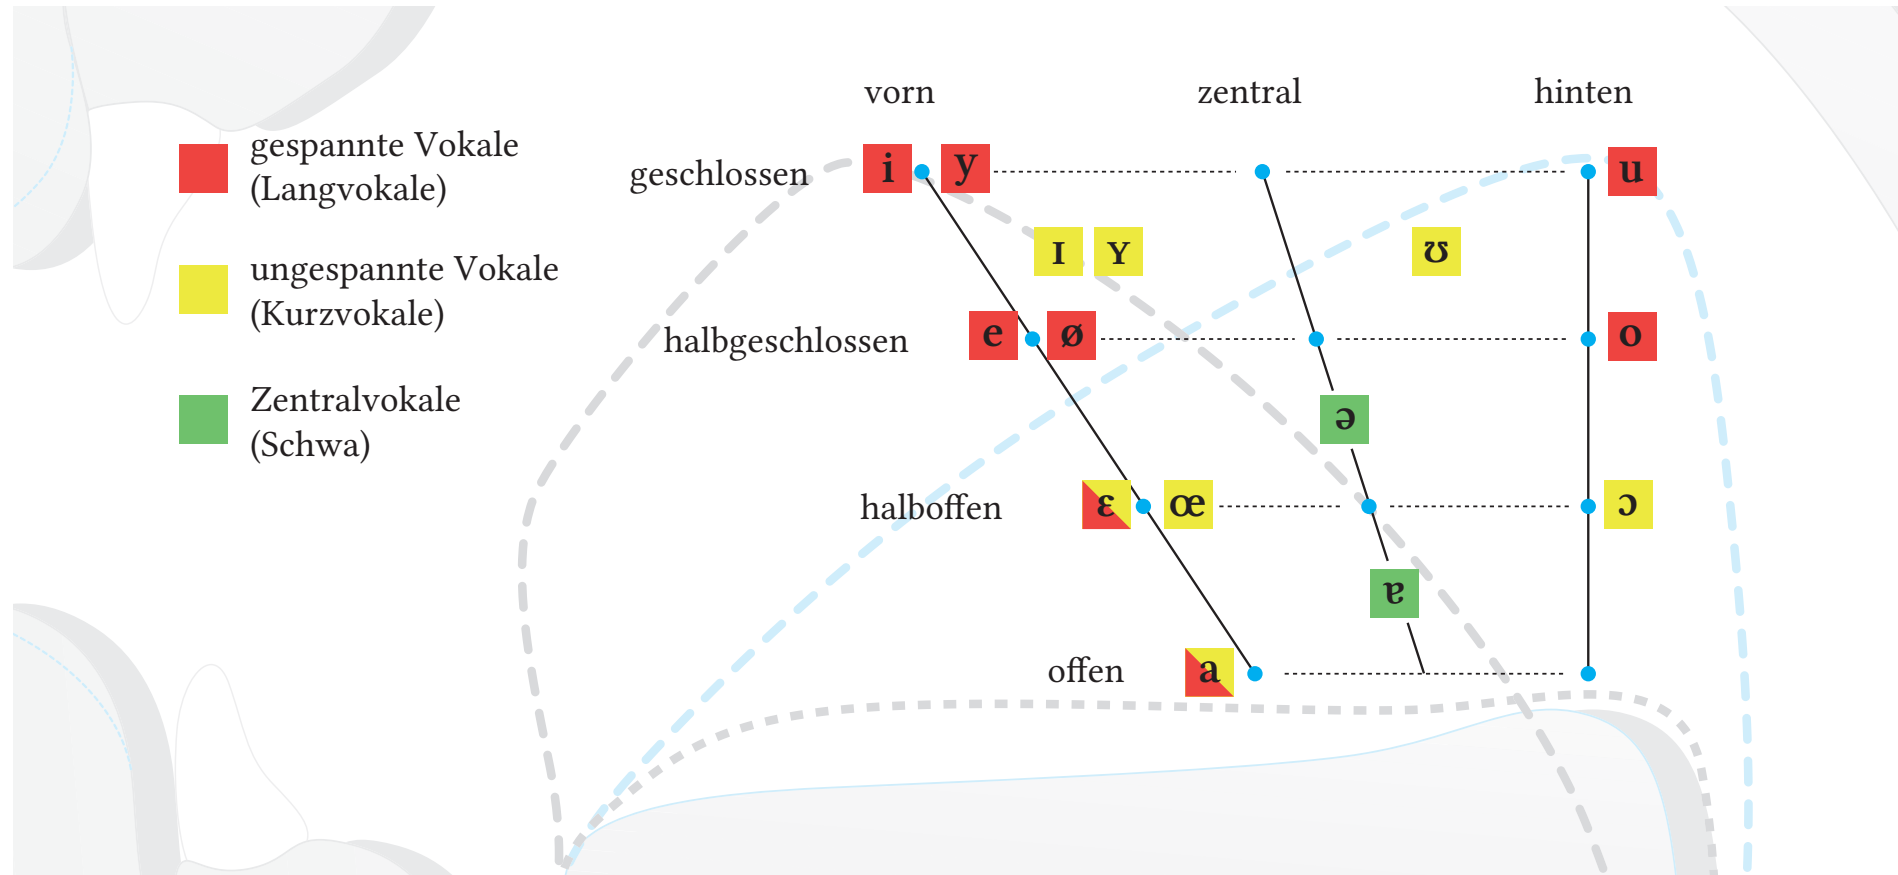 vorn zentral hinten
gespannte Vokale
(Langvokale)
geschlossen i y u
ɪ ʏ ʊ
ungespannte Vokale
(Kurzvokale)
halbgeschlossen e ø o
Zentralvokale
(Schwa)
ə
halboffen ɛ œ ɔ
ɐ
offen a